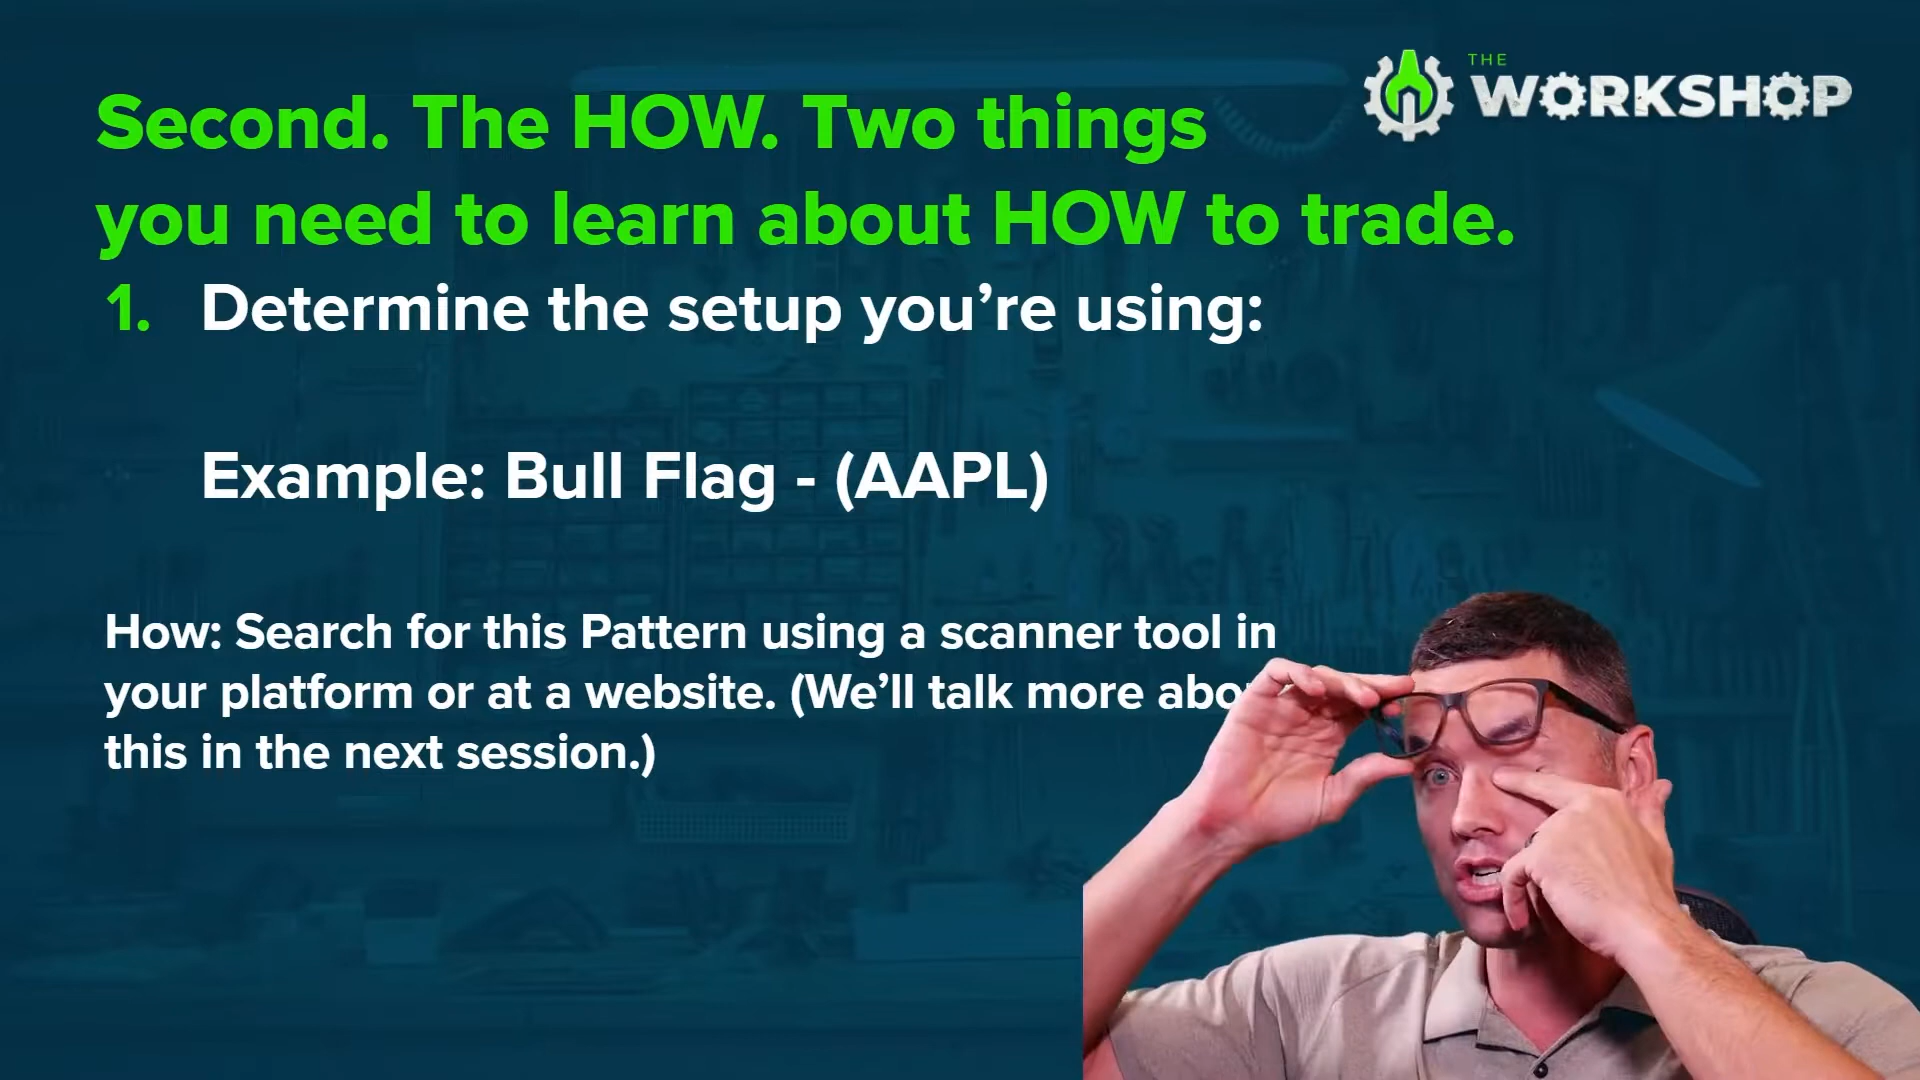 THE
WORKSHOP
Second. The HOW. Two things
you need to learn about HOW to trade.
1. Determine the setup you’re using:
Example: Bull Flag - (AAPL)
How: Search for this Pattern using a scanner tool in
your platform or at a website. (We’ll talk more
this in the next session.)